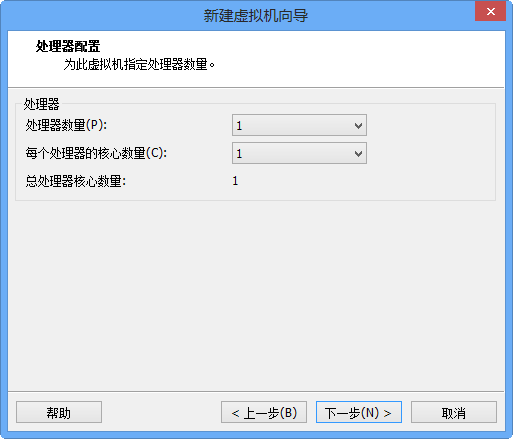 新建虚拟机向导
处理器配置
为此虚拟机指定处理器数量。
处理器
处理器数量(P): 1
每个处理器的核心数量(C): 1
总处理器核心数量: 1
帮助 < 上一步(B) 下一步(N) > 取消